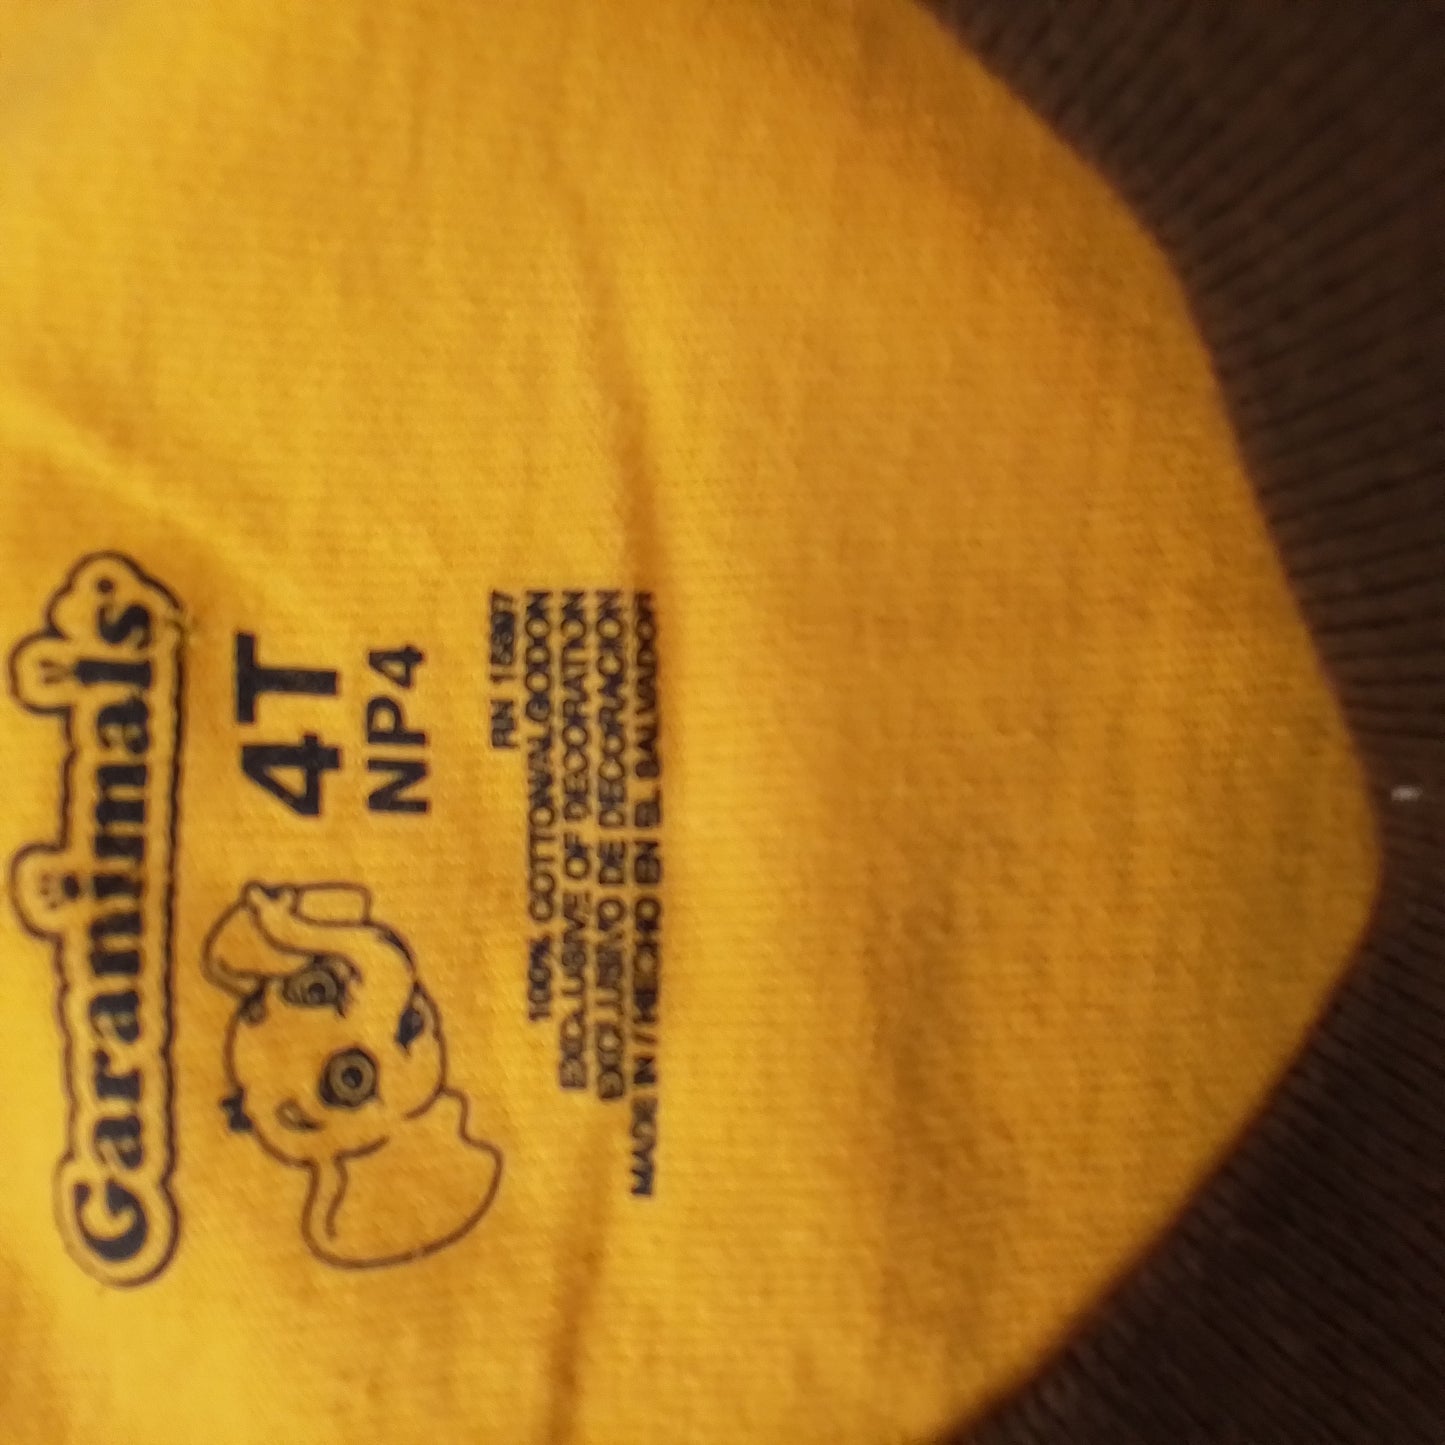 Garanimals
4T
NP4
RN 15897
100% COTTON/ALGODON
EXCLUSIVE OF DECORATION
EXCLUSIVO DE DECORACION
MADE IN / HECHO EN EL SALVADOR